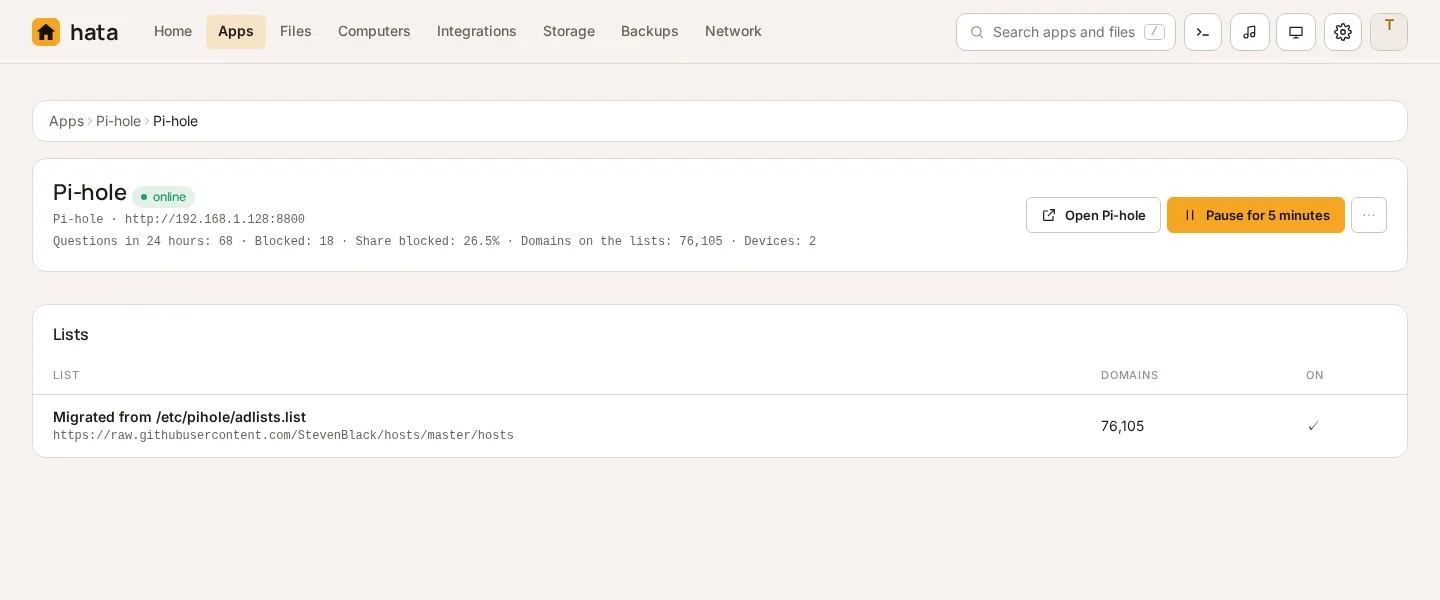 hata
Home Apps Files Computers Integrations Storage Backups Network
Search apps and files /
T
Apps › Pi-hole › Pi-hole
Pi-hole
online
Pi-hole · http://192.168.1.128:8800
Questions in 24 hours: 68 · Blocked: 18 · Share blocked: 26.5% · Domains on the lists: 76,105 · Devices: 2
Open Pi-hole
Pause for 5 minutes
...
Lists
LIST DOMAINS ON
Migrated from /etc/pihole/adlists.list
https://raw.githubusercontent.com/StevenBlack/hosts/master/hosts
76,105 ✓